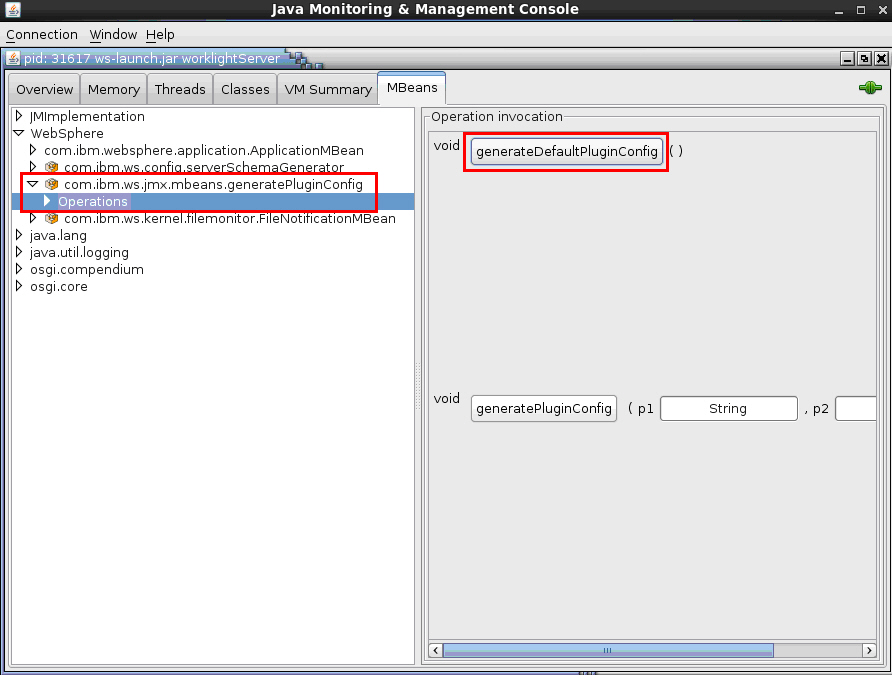 Java Monitoring & Management Console
Connection Window Help
pid: 31617 ws-launch.jar worklightServer
Overview Memory Threads Classes VM Summary MBeans
JMImplementation
WebSphere
com.ibm.websphere.application.ApplicationMBean
com.ibm.ws.config.serverSchemaGenerator
com.ibm.ws.jmx.mbeans.generatePluginConfig
Operations
com.ibm.ws.kernel.filemonitor.FileNotificationMBean
java.lang
java.util.logging
osgi.compendium
osgi.core
Operation invocation
void generateDefaultPluginConfig ( )
void generatePluginConfig ( p1 String , p2